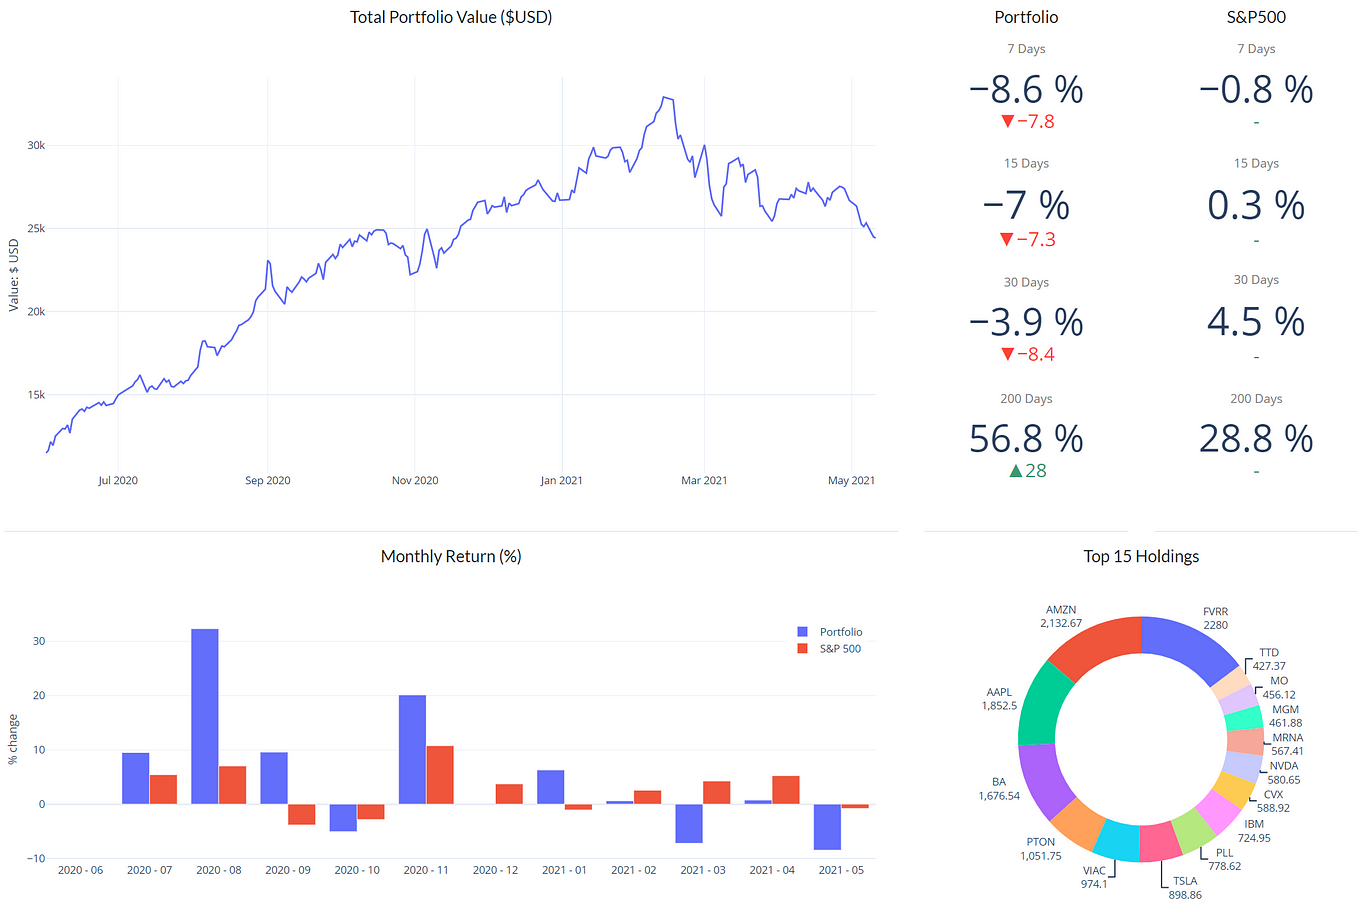 Total Portfolio Value ($USD)
Value: $ USD
30k
25k
20k
15k
Jul 2020
Sep 2020
Nov 2020
Jan 2021
Mar 2021
May 2021
Portfolio
7 Days
−8.6 %
▼−7.8
15 Days
−7 %
▼−7.3
30 Days
−3.9 %
▼−8.4
200 Days
56.8 %
▲28
S&P500
7 Days
−0.8 %
-
15 Days
0.3 %
-
30 Days
4.5 %
-
200 Days
28.8 %
-
Monthly Return (%)
% change
30
20
10
0
−10
2020 - 06
2020 - 07
2020 - 08
2020 - 09
2020 - 10
2020 - 11
2020 - 12
2021 - 01
2021 - 02
2021 - 03
2021 - 04
2021 - 05
Portfolio
S&P 500
Top 15 Holdings
FVRR
2280
TTD
427.37
MO
456.12
MGM
461.88
MRNA
567.41
NVDA
580.65
CVX
588.92
IBM
724.95
PLL
778.62
TSLA
898.86
VIAC
974.1
PTON
1,051.75
BA
1,676.54
AAPL
1,852.5
AMZN
2,132.67